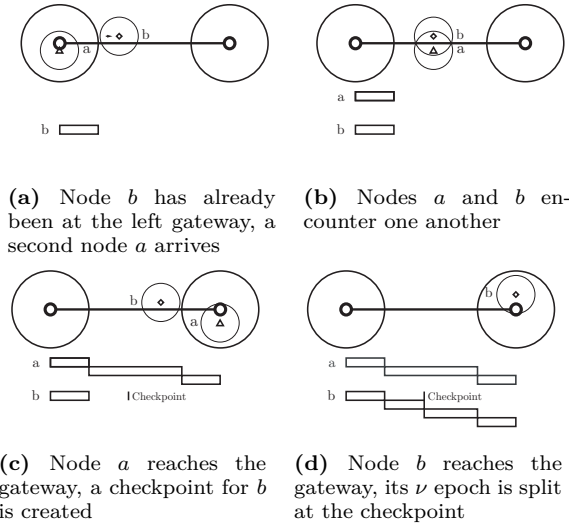 b
a
b
a
b
a
b
(a) Node b has already
been at the left gateway, a
second node a arrives
(b) Nodes a and b en-
counter one another
b
a
a
b
Checkpoint
b
a
b
Checkpoint
(c) Node a reaches the
gateway, a checkpoint for b
is created
(d) Node b reaches the
gateway, its ν epoch is split
at the checkpoint